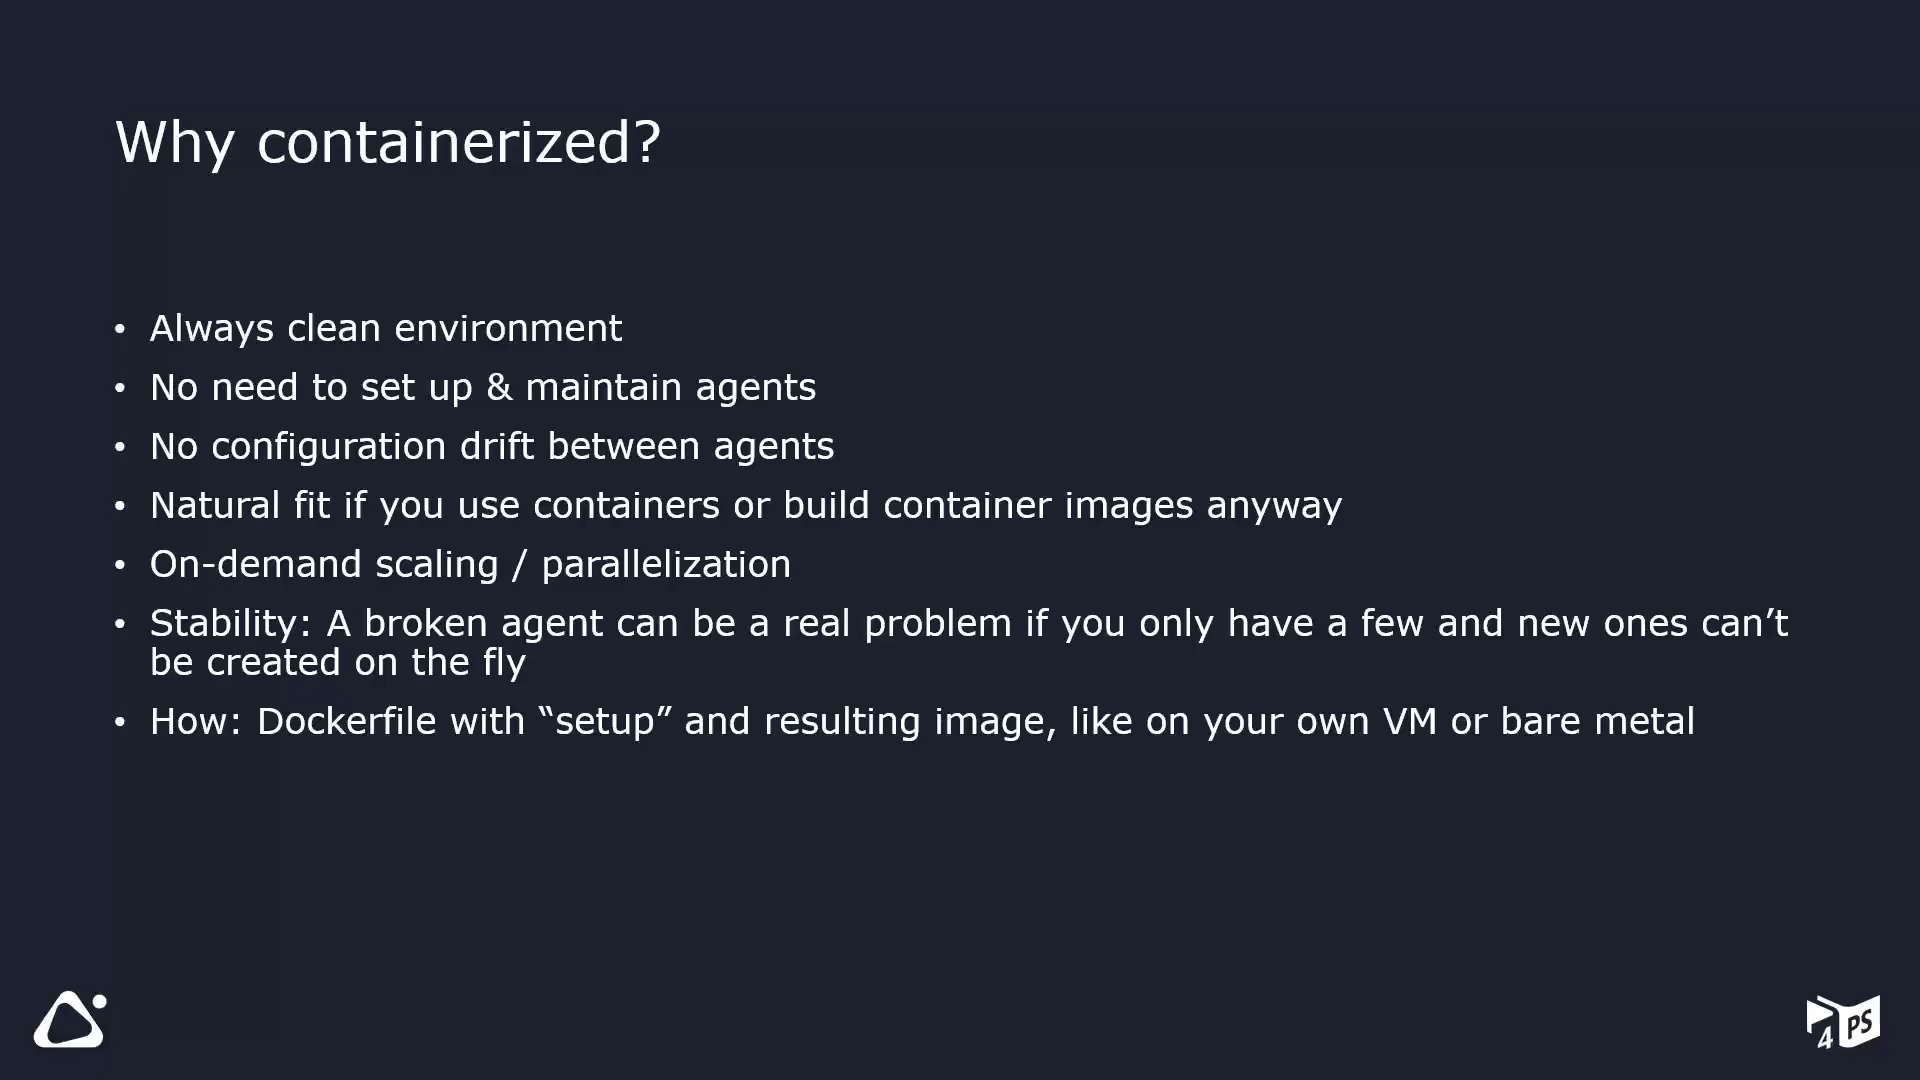 Why containerized?
• Always clean environment
• No need to set up & maintain agents
• No configuration drift between agents
• Natural fit if you use containers or build container images anyway
• On-demand scaling / parallelization
• Stability: A broken agent can be a real problem if you only have a few and new ones can’t
be created on the fly
• How: Dockerfile with “setup” and resulting image, like on your own VM or bare metal
4 PS